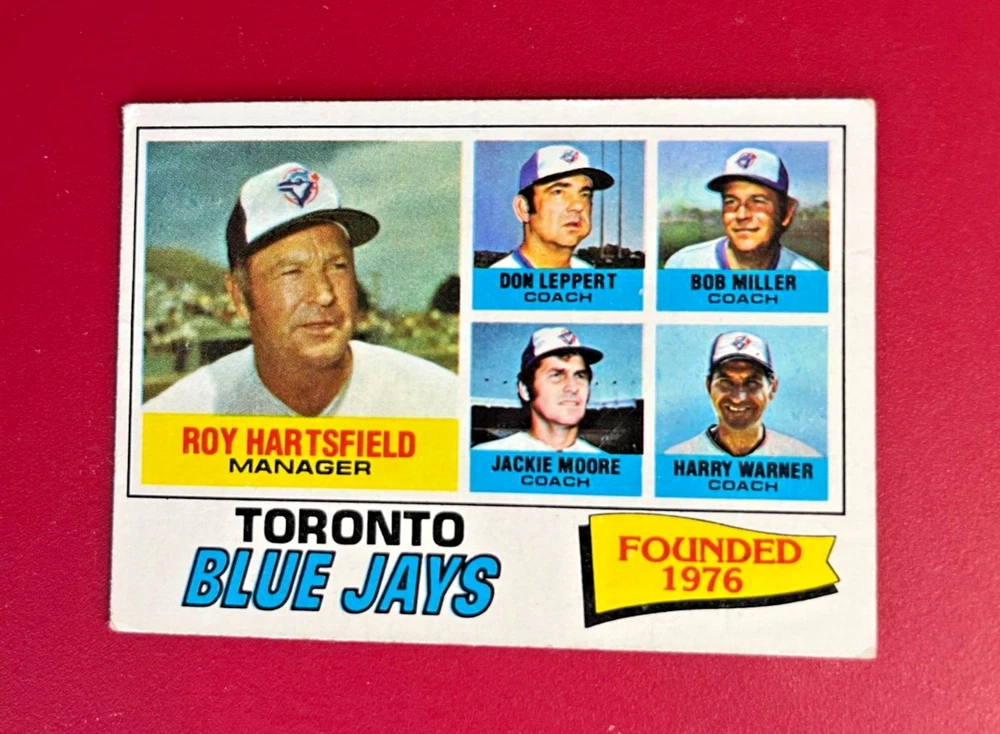 ROY HARTSFIELD
MANAGER
DON LEPPERT
COACH
BOB MILLER
COACH
JACKIE MOORE
COACH
HARRY WARNER
COACH
TORONTO
BLUE JAYS
FOUNDED
1976